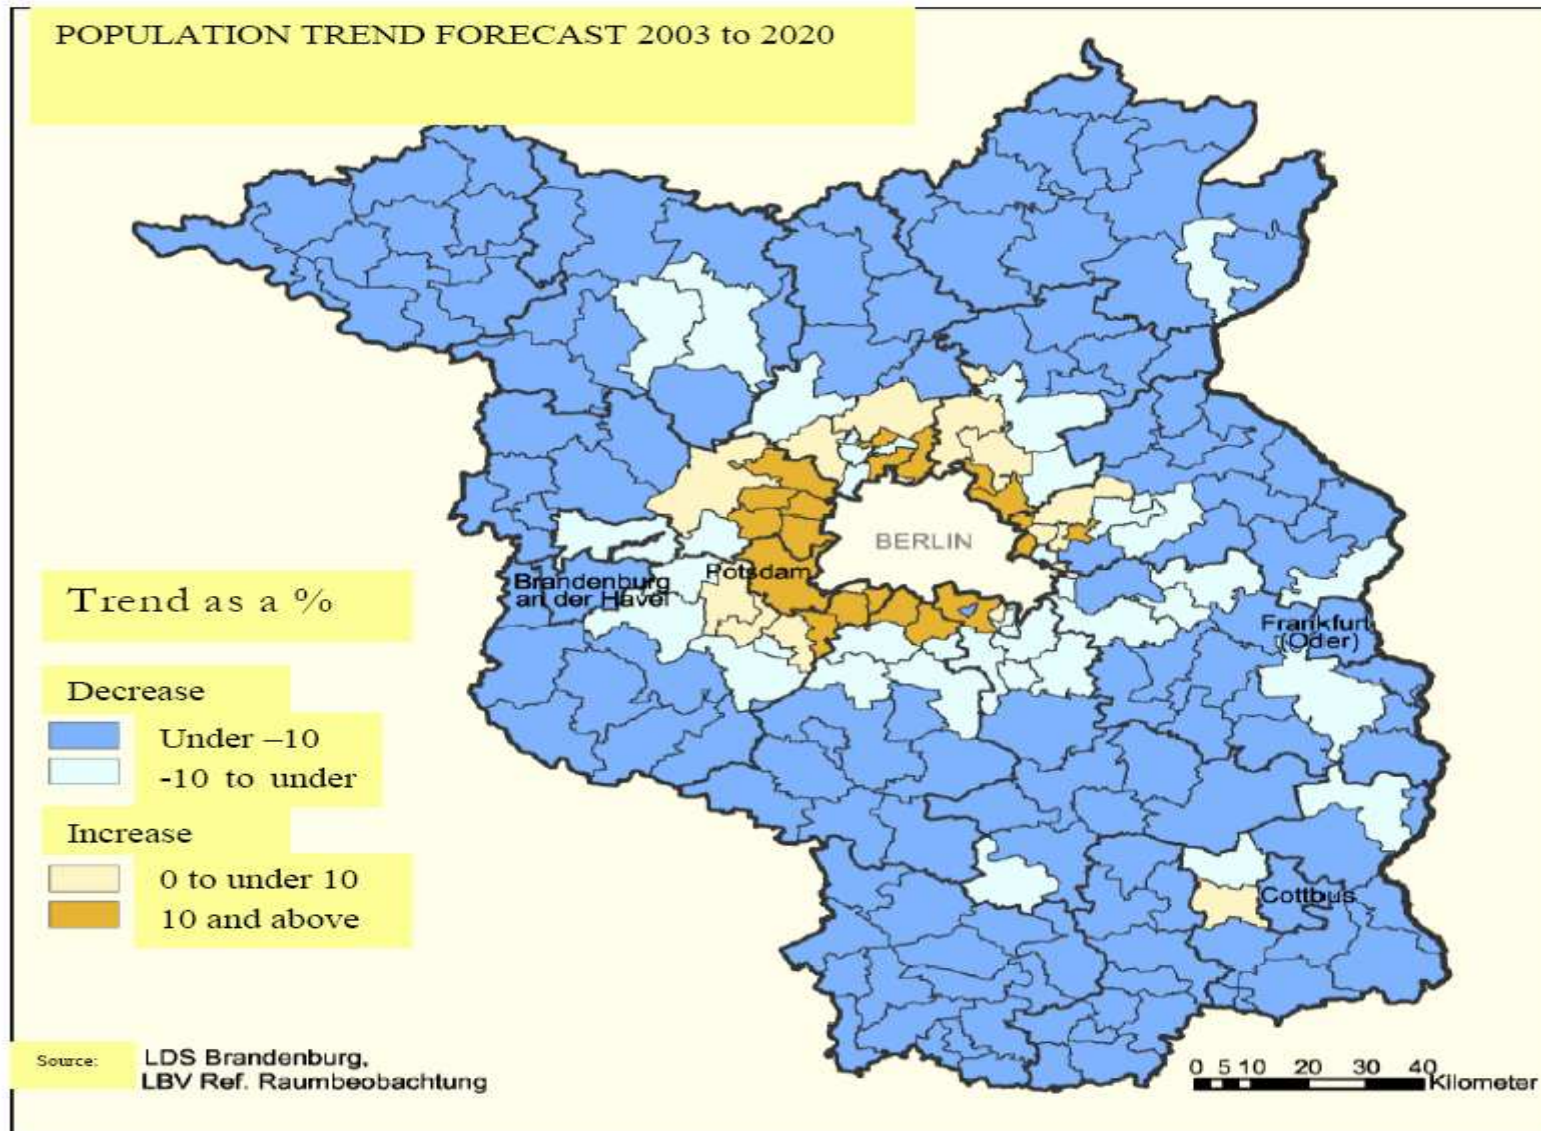 POPULATION TREND FORECAST 2003 to 2020
BERLIN
Potsdam
Brandenburg
an der Havel
Trend as a %
Frankfurt
(Oder)
Decrease
Under –10
-10 to under
Increase
0 to under 10
10 and above
Cottbus
Source: LDS Brandenburg,
LBV Ref. Raumbeobachtung
0 5 10 20 30 40
Kilometer